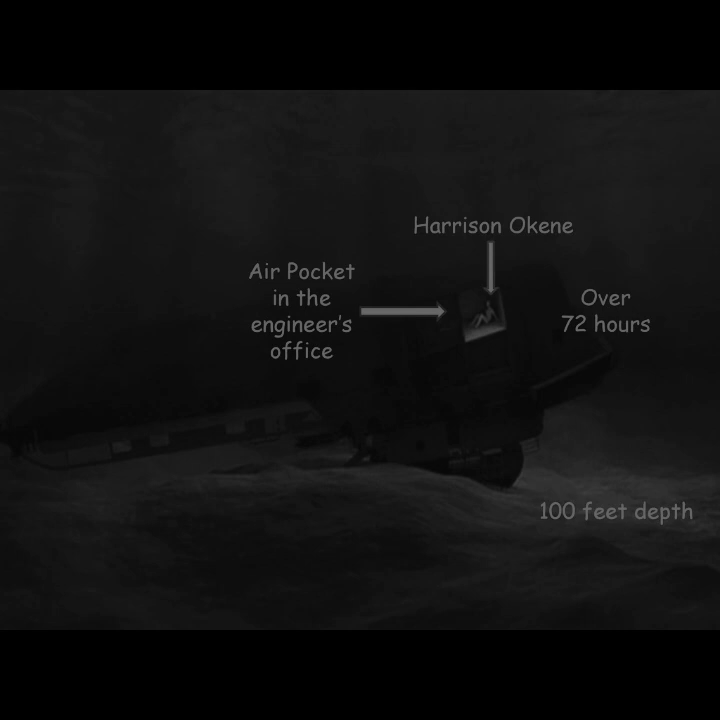 Harrison Okene
Air Pocket
in the
engineer's
office
Over
72 hours
100 feet depth